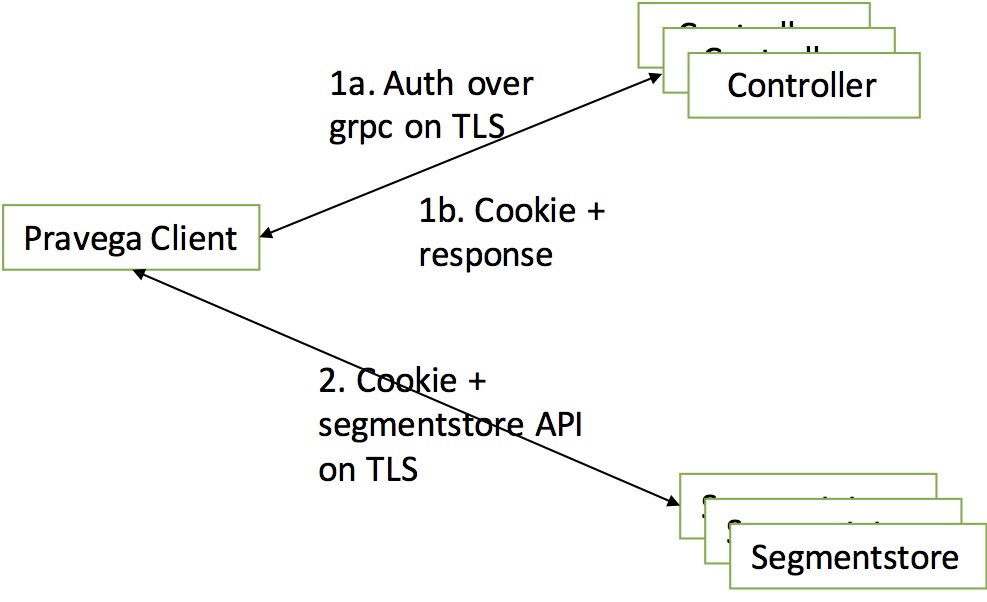 1a. Auth over
grpc on TLS
Controller
1b. Cookie +
response
Pravega Client
2. Cookie +
segmentstore API
on TLS
Segmentstore